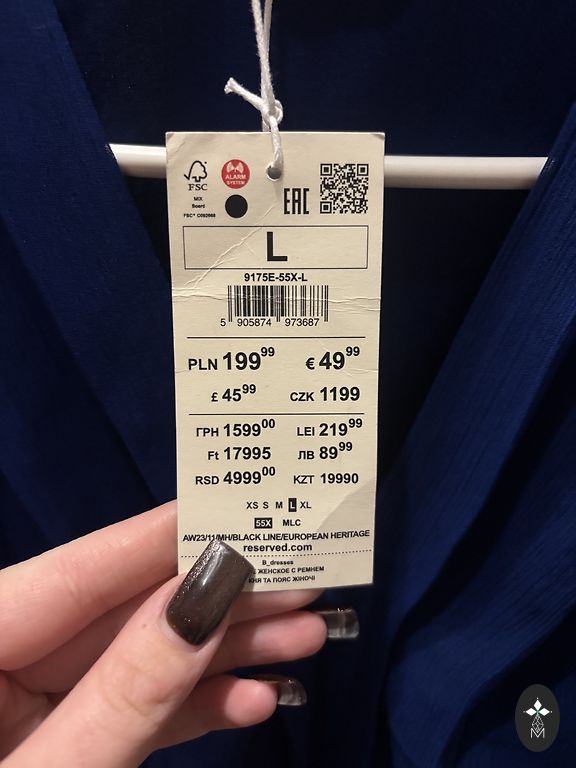 FSC
MIX
Board
FSC® C092668
ALARM
SYSTEM
EAC
L
9175E-55X-L
5 905874 973687
PLN 199⁹⁹ € 49⁹⁹
£ 45⁹⁹ CZK 1199
ГРН 1599⁰⁰ LEI 219⁹⁹
Ft 17995 ЛВ 89⁹⁹
RSD 4999⁰⁰ KZT 19990
XS S M L XL
55X MLC
AW23/11/MH/BLACK LINE/EUROPEAN HERITAGE
reserved.com
B_dresses
ЖЕНСКОЕ С РЕМНЕМ
ТА ПОЯС ЖІНОЧІ
M